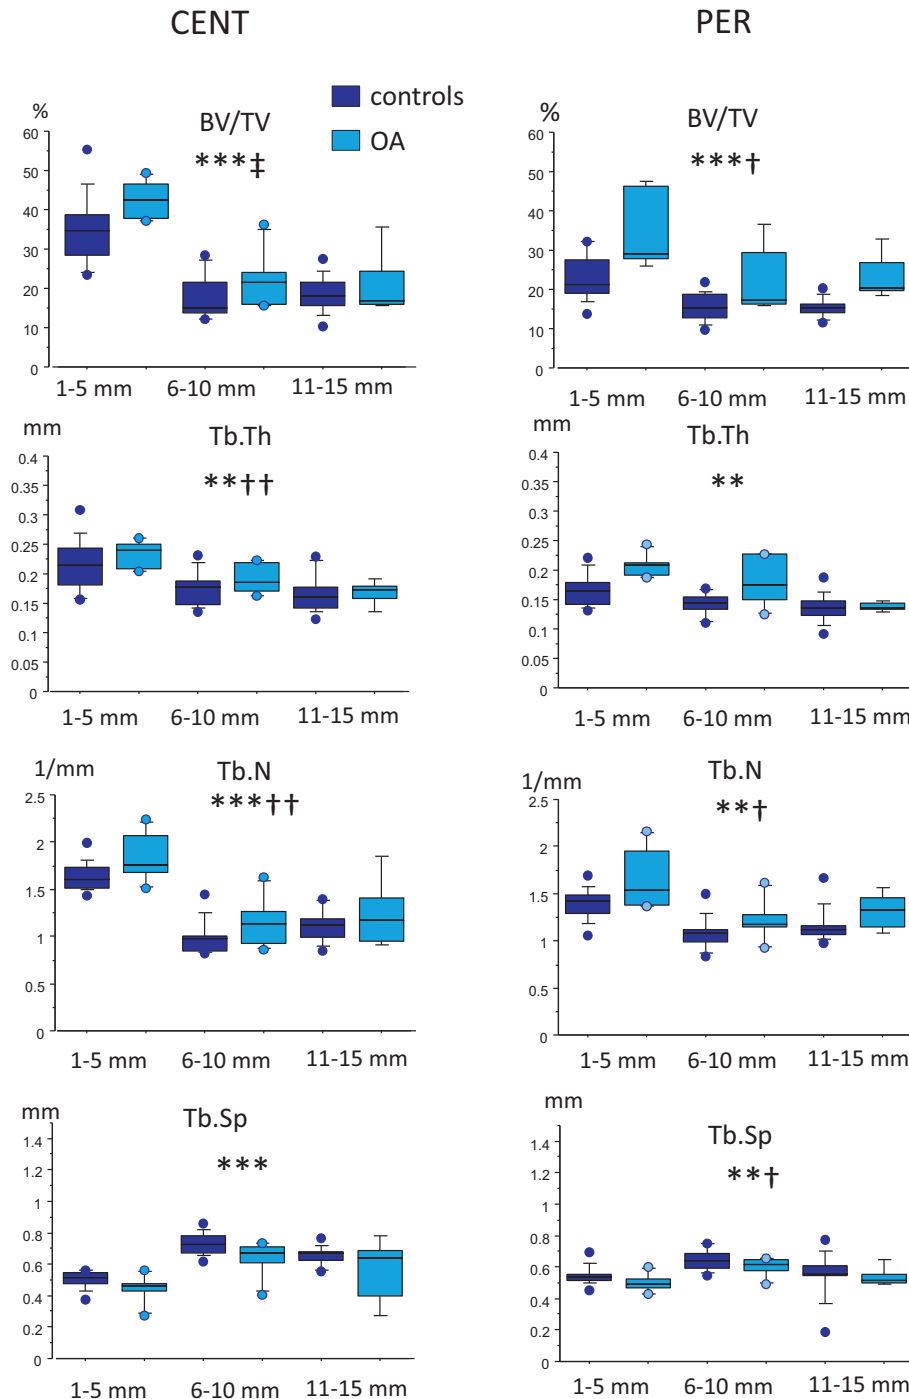 CENT
PER
controls
OA
%
BV/TV
***‡
60
50
40
30
20
10
0
1-5 mm
6-10 mm
11-15 mm
%
BV/TV
***†
60
50
40
30
20
10
0
1-5 mm
6-10 mm
11-15 mm
mm
Tb.Th
**††
0.4
0.35
0.3
0.25
0.2
0.15
0.1
0.05
0
1-5 mm
6-10 mm
11-15 mm
mm
Tb.Th
**
0.4
0.35
0.3
0.25
0.2
0.15
0.1
0.05
0
1-5 mm
6-10 mm
11-15 mm
1/mm
Tb.N
***††
2.5
2
1.5
1
0.5
0
1-5 mm
6-10 mm
11-15 mm
1/mm
Tb.N
**†
2.5
2
1.5
1
0.5
0
1-5 mm
6-10 mm
11-15 mm
mm
Tb.Sp
***
1.4
1.2
1
0.8
0.6
0.4
0.2
0
1-5 mm
6-10 mm
11-15 mm
mm
Tb.Sp
**†
1.4
1.2
1
0.8
0.6
0.4
0.2
0
1-5 mm
6-10 mm
11-15 mm